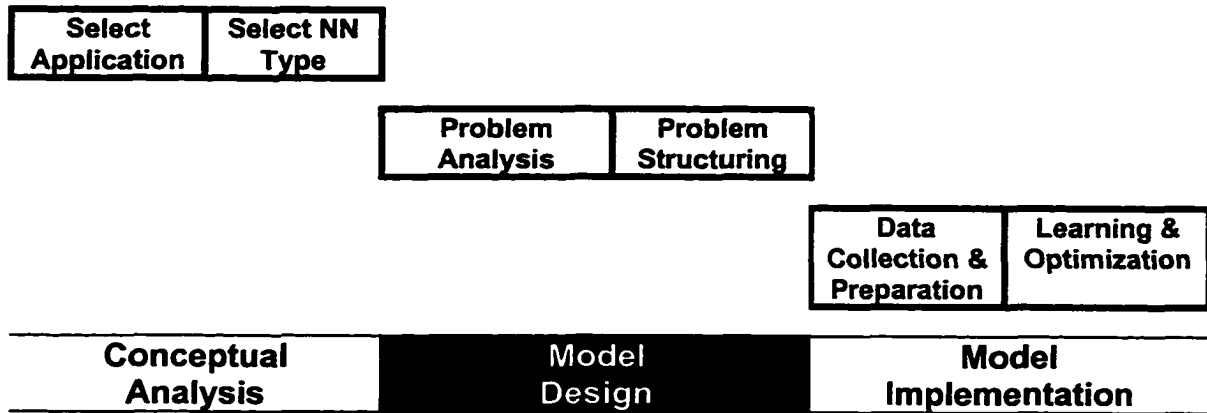 Select
Application
Select NN
Type
Problem
Analysis
Problem
Structuring
Data
Collection &
Preparation
Learning &
Optimization
Conceptual
Analysis
Model
Design
Model
Implementation